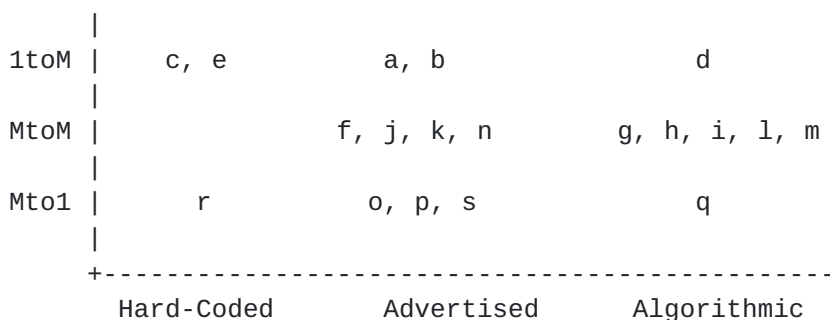 |
1toM |    c, e          a, b                d
     |
MtoM |               f, j, k, n        g, h, i, l, m
     |
Mto1 |      r          o, p, s              q
     |
     +-----------------------------------------------
       Hard-Coded       Advertised      Algorithmic